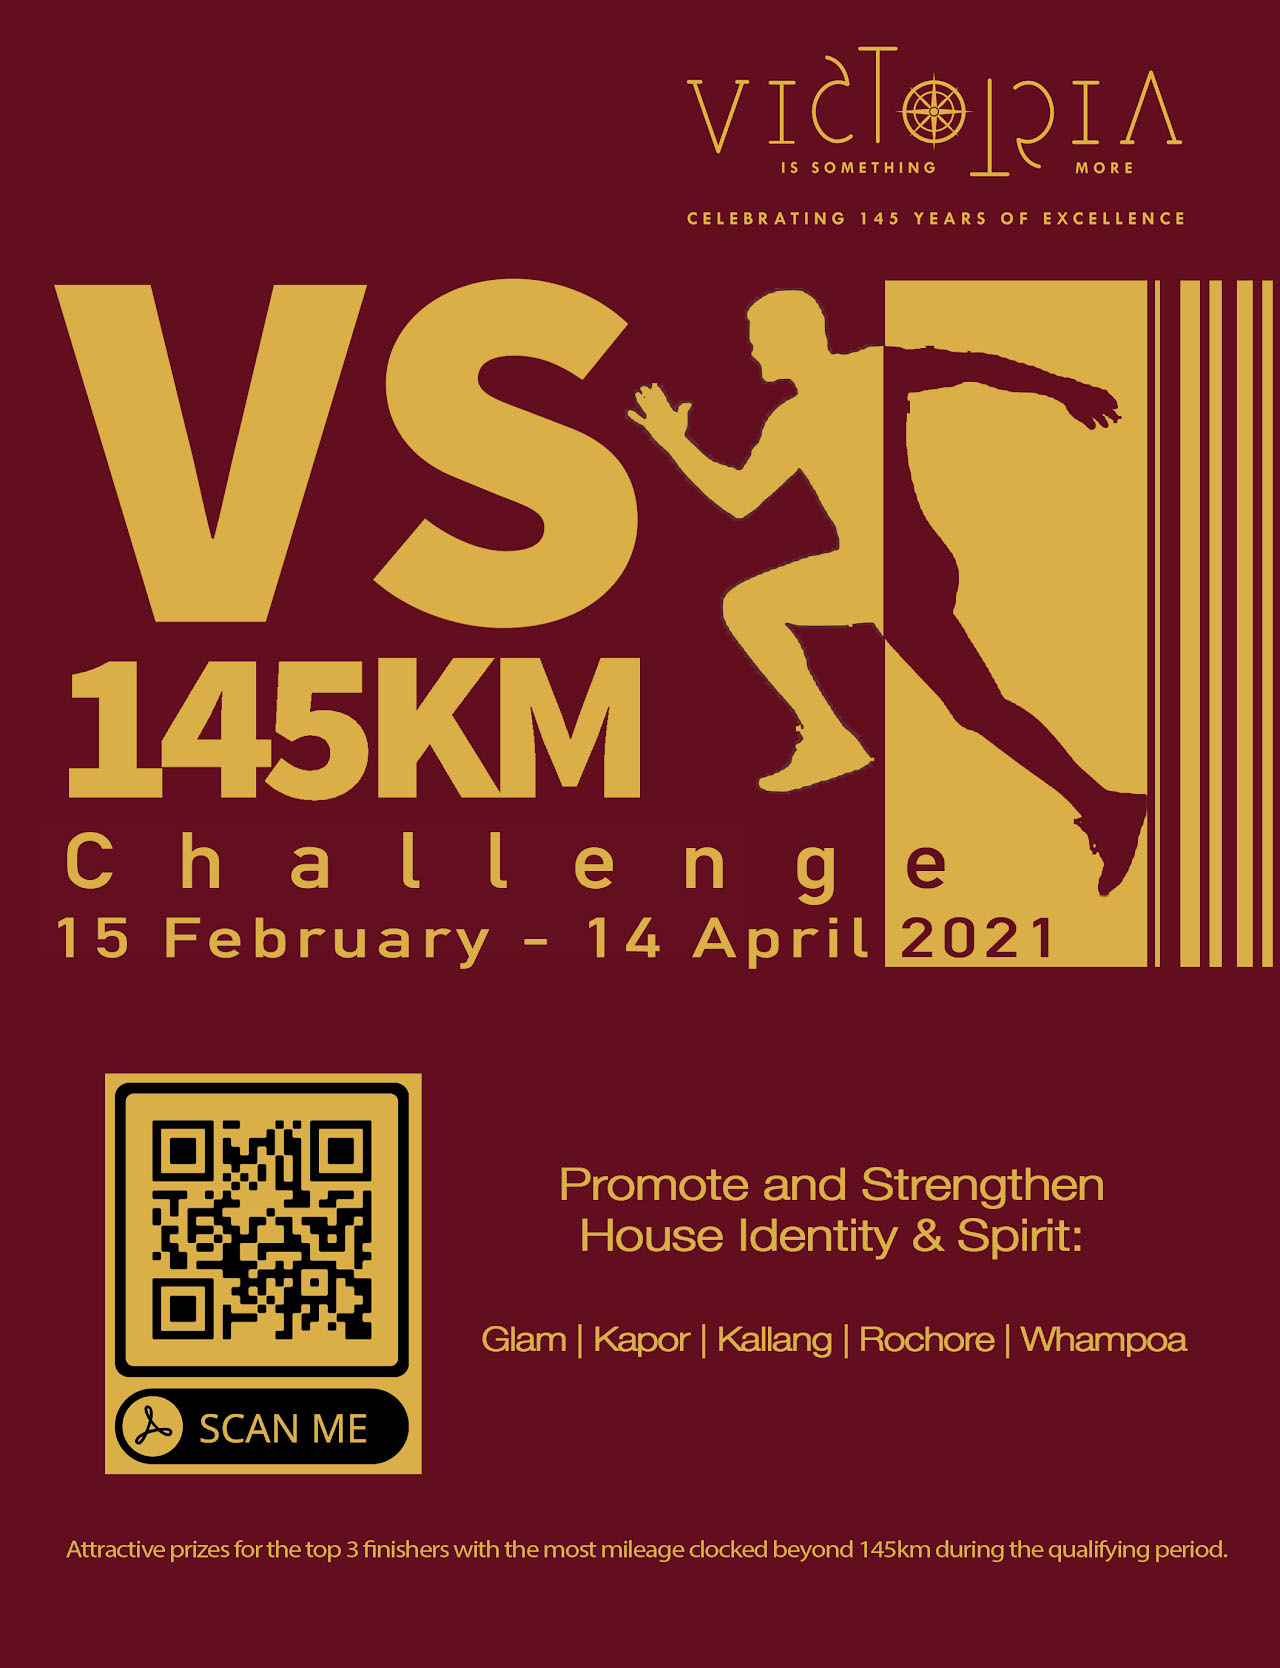 VICTORIA
IS SOMETHING MORE
CELEBRATING 145 YEARS OF EXCELLENCE
VS
145KM
Challenge
15 February - 14 April 2021
Promote and Strengthen
House Identity & Spirit:
Glam | Kapor | Kallang | Rochore | Whampoa
SCAN ME
Attractive prizes for the top 3 finishers with the most mileage clocked beyond 145km during the qualifying period.